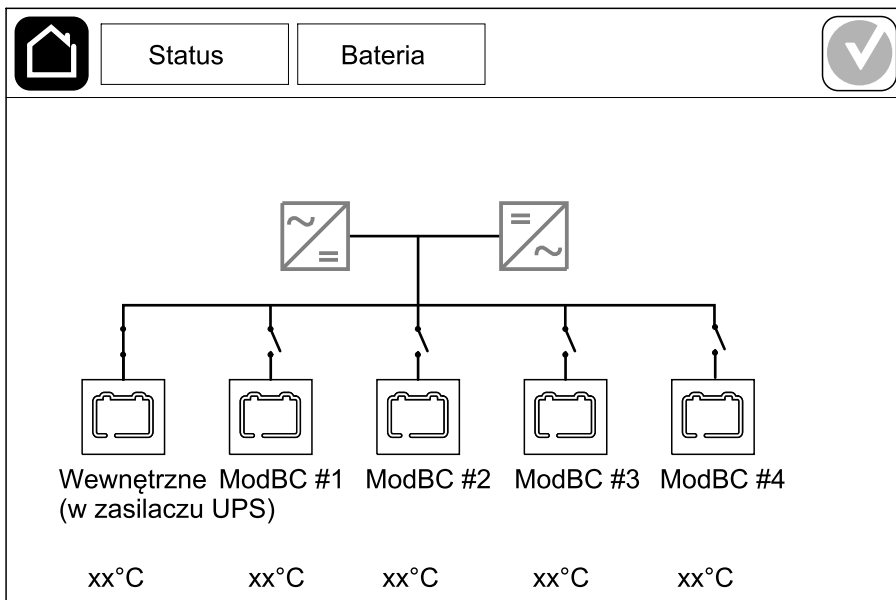 Status Bateria
Wewnętrzne ModBC #1 ModBC #2 ModBC #3 ModBC #4
(w zasilaczu UPS)
xx°C xx°C xx°C xx°C xx°C